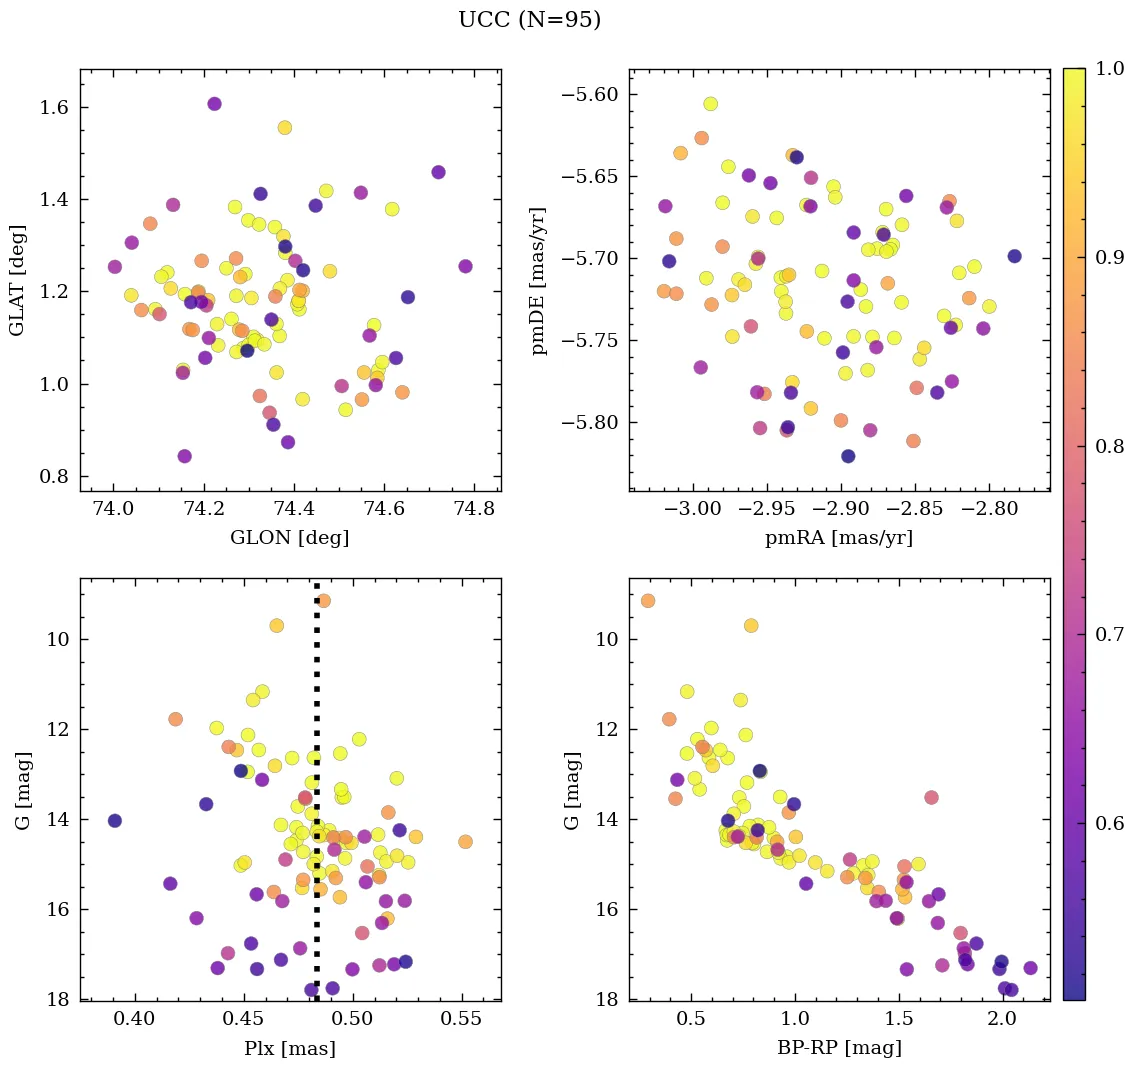 UCC (N=95)
1.6
1.4
1.2
1.0
0.8
GLAT [deg]
74.0 74.2 74.4 74.6 74.8
GLON [deg]
−5.60
−5.65
−5.70
−5.75
−5.80
pmDE [mas/yr]
−3.00 −2.95 −2.90 −2.85 −2.80
pmRA [mas/yr]
10
12
14
16
18
G [mag]
0.40 0.45 0.50 0.55
Plx [mas]
10
12
14
16
18
G [mag]
0.5 1.0 1.5 2.0
BP-RP [mag]
1.0
0.9
0.8
0.7
0.6